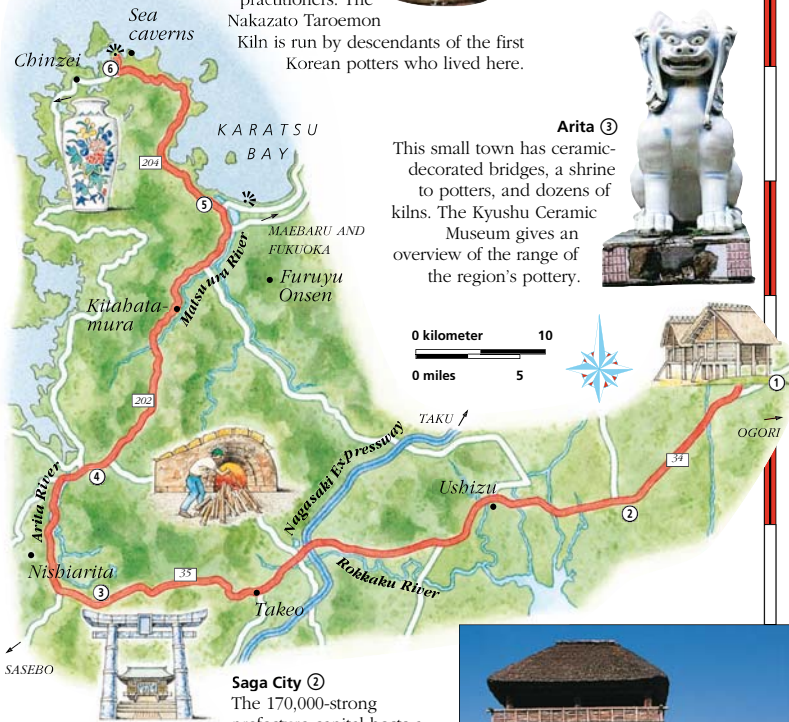 practitioners. The
Nakazato Taroemon
Kiln is run by descendants of the first
Korean potters who lived here.
Sea
caverns
Chinzei
6
KARATSU
BAY
Arita 3
This small town has ceramic-
decorated bridges, a shrine
to potters, and dozens of
kilns. The Kyushu Ceramic
Museum gives an
overview of the range of
the region's pottery.
204
5
MAEBARU AND
FUKUOKA
Matsuura River
Furuyu
Onsen
Kitahata-
mura
0 kilometer 10
0 miles 5
1
OGORI
202
TAKU
Nagasaki Expressway
34
4
Ushizu
2
Arita River
Nishiarita
35
Rokkaku River
3
Takeo
SASEBO
Saga City 2
The 170,000-strong